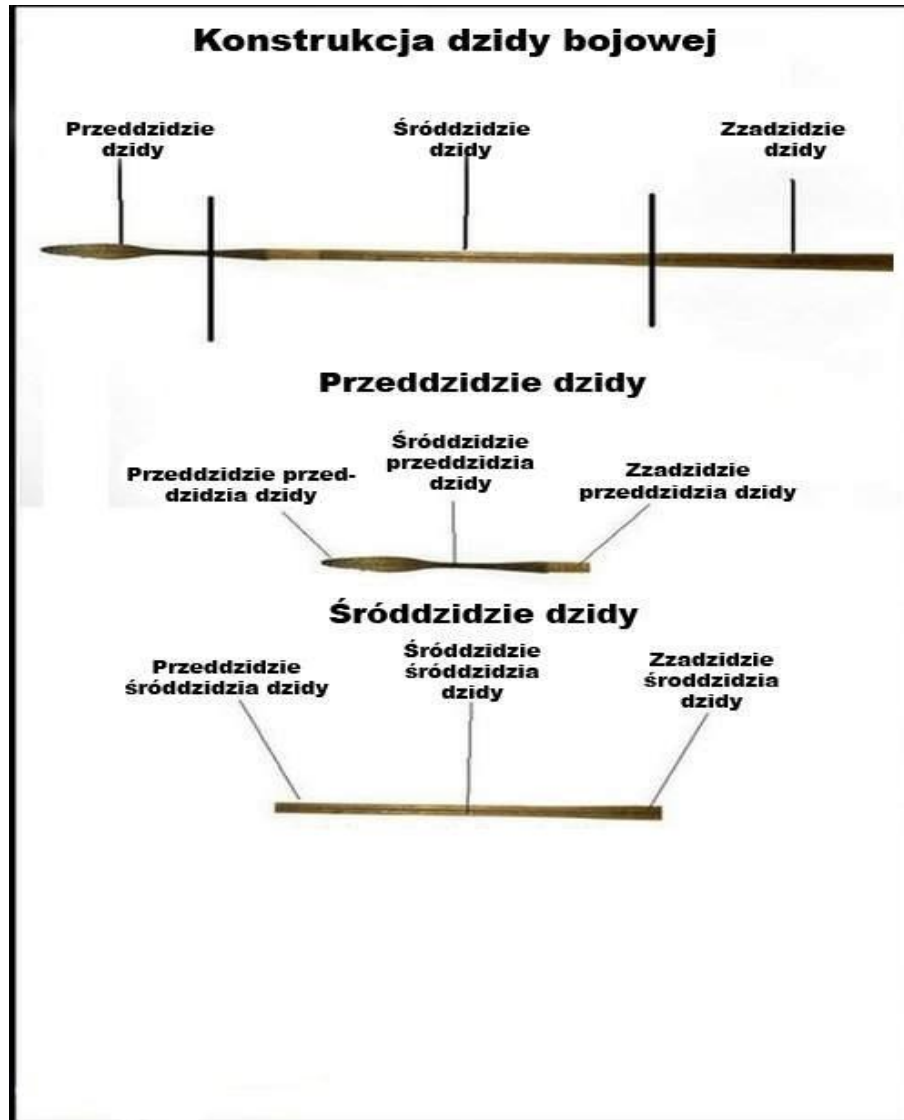 Konstrukcja dzidy bojowej
Przeddzidzie
dzidy
Śróddzidzie
dzidy
Zzadzidzie
dzidy
Przeddzidzie dzidy
Przeddzidzie przed-
dzidzia dzidy
Śróddzidzie
przeddzidzia
dzidy
Zzadzidzie
przeddzidzia dzidy
Śróddzidzie dzidy
Przeddzidzie
śróddzidzia dzidy
Śróddzidzie
śróddzidzia
dzidy
Zzadzidzie
środdzidzia
dzidy